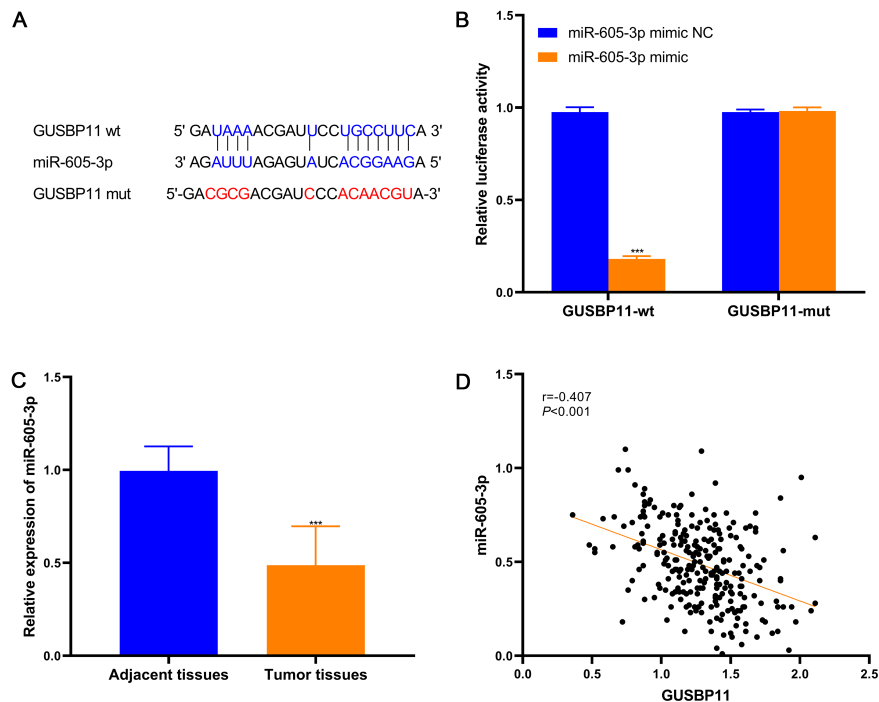 A
GUSBP11 wt 5' GAUAAAACGAUUCCUGCCUUCA 3'
miR-605-3p 3' AGAUUUAGAGUAUCACGGAAGA 5'
GUSBP11 mut 5'-GACGCGACGAUCCCACAACGUA-3'
B
miR-605-3p mimic NC
miR-605-3p mimic
Relative luciferase activity
1.5
1.0
0.5
0.0
***
GUSBP11-wt GUSBP11-mut
C
Relative expression of miR-605-3p
1.5
1.0
0.5
0.0
***
Adjacent tissues Tumor tissues
D
r=-0.407
P<0.001
miR-605-3p
1.5
1.0
0.5
0.0
0.0 0.5 1.0 1.5 2.0 2.5
GUSBP11